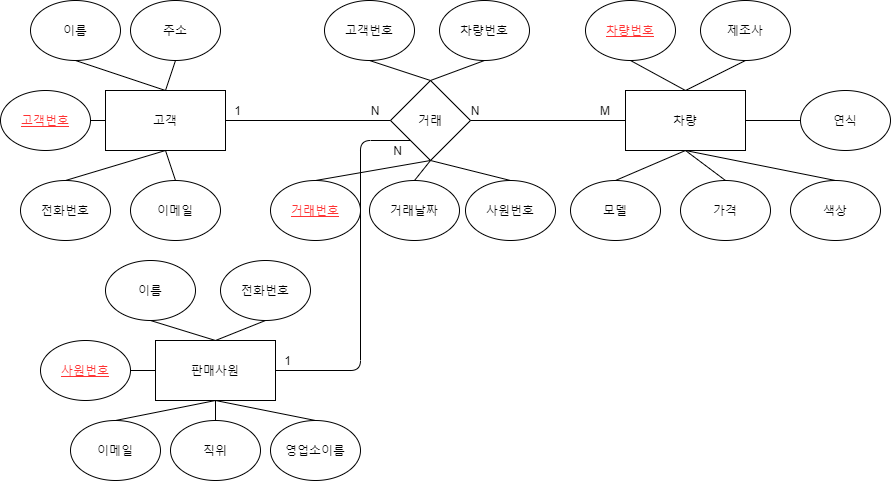 이름
주소
고객번호
차량번호
차량번호
제조사
고객번호
고객
1
N
거래
N
M
차량
연식
N
전화번호
이메일
거래번호
거래날짜
사원번호
모델
가격
색상
이름
전화번호
사원번호
판매사원
1
이메일
직위
영업소이름